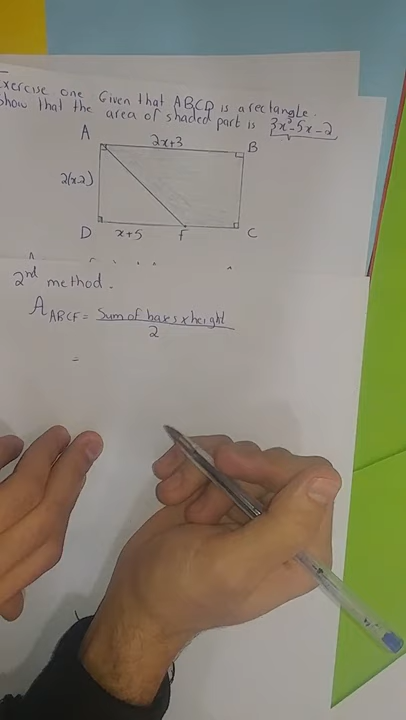 Exercise one Given that ABCD is a rectangle.
Show that the area of shaded part is 3x²-5x-2
A
2x+3
B
2(x-2)
D
x+5
F
C
2nd method.
A ABCF = Sum of bases x height
2
=